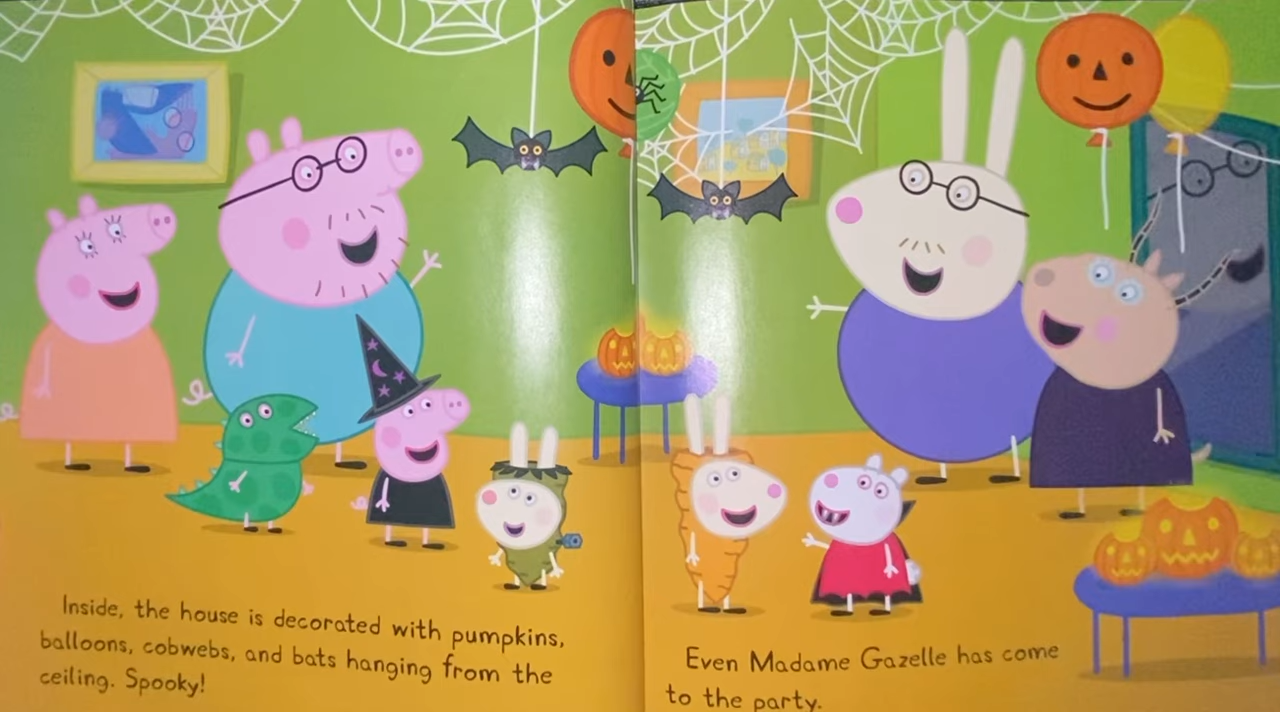 Inside, the house is decorated with pumpkins,
balloons, cobwebs, and bats hanging from the
ceiling. Spooky!
Even Madame Gazelle has come
to the party.